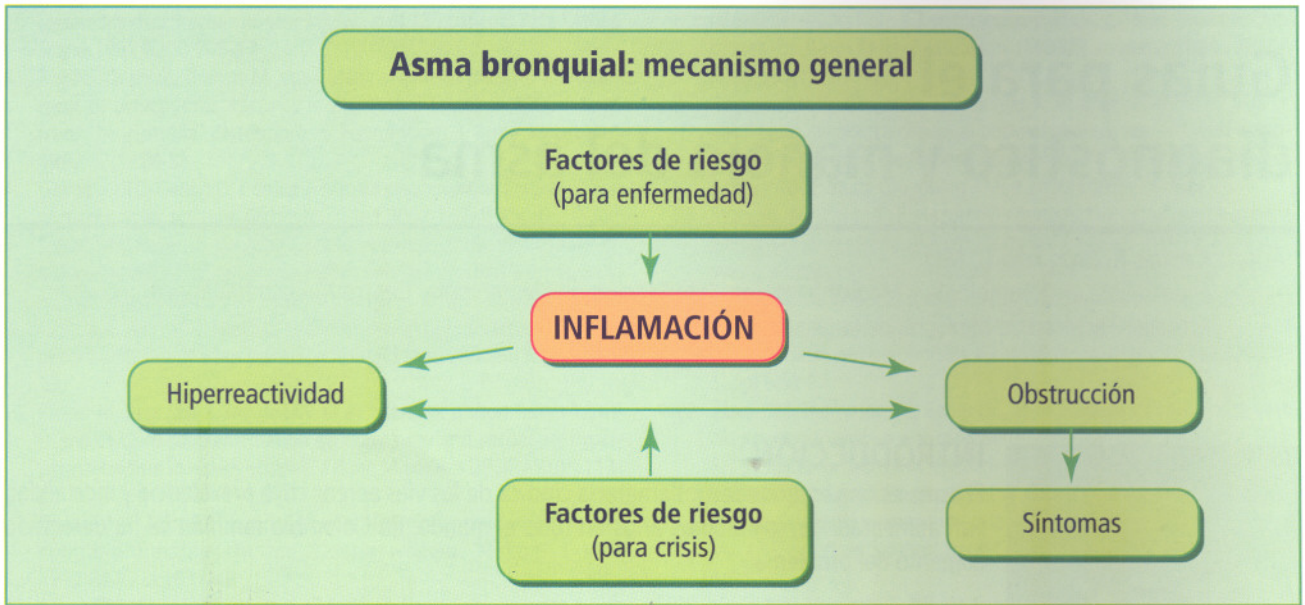 Asma bronquial: mecanismo general
Factores de riesgo
(para enfermedad)
INFLAMACIÓN
Hiperreactividad
Obstrucción
Factores de riesgo
(para crisis)
Síntomas